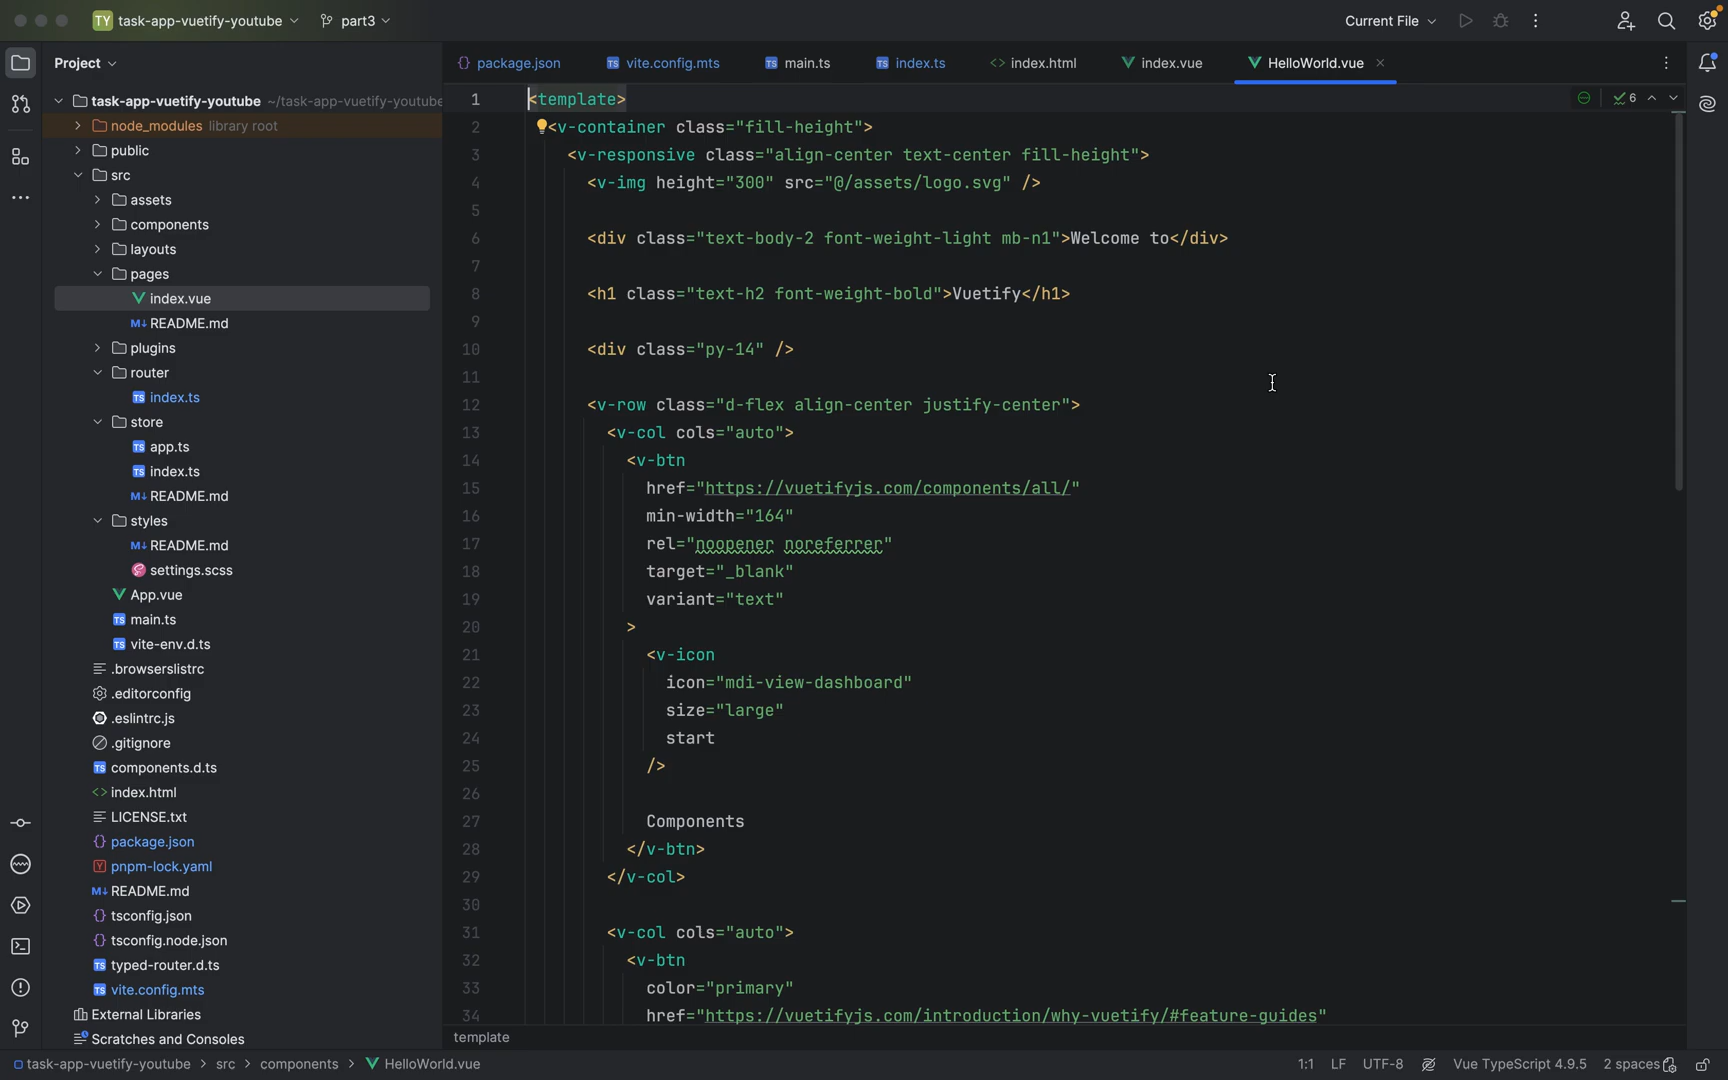 TY task-app-vuetify-youtube
part3
Current File
Project
task-app-vuetify-youtube ~/task-app-vuetify-youtube
node_modules library root
public
src
assets
components
layouts
pages
index.vue
M↓ README.md
plugins
router
TS index.ts
store
TS app.ts
TS index.ts
M↓ README.md
styles
M↓ README.md
settings.scss
App.vue
TS main.ts
TS vite-env.d.ts
.browserslistrc
.editorconfig
.eslintrc.js
.gitignore
TS components.d.ts
<> index.html
LICENSE.txt
{} package.json
Y pnpm-lock.yaml
M↓ README.md
{} tsconfig.json
{} tsconfig.node.json
TS typed-router.d.ts
TS vite.config.mts
External Libraries
Scratches and Consoles
{} package.json
TS vite.config.mts
TS main.ts
TS index.ts
<> index.html
index.vue
HelloWorld.vue
6
1 <template>
2 <v-container class="fill-height">
3 <v-responsive class="align-center text-center fill-height">
4 <v-img height="300" src="@/assets/logo.svg" />
5
6 <div class="text-body-2 font-weight-light mb-n1">Welcome to</div>
7
8 <h1 class="text-h2 font-weight-bold">Vuetify</h1>
9
10 <div class="py-14" />
11
12 <v-row class="d-flex align-center justify-center">
13 <v-col cols="auto">
14 <v-btn
15 href="https://vuetifyjs.com/components/all/"
16 min-width="164"
17 rel="noopener noreferrer"
18 target="_blank"
19 variant="text"
20 >
21 <v-icon
22 icon="mdi-view-dashboard"
23 size="large"
24 start
25 />
26
27 Components
28 </v-btn>
29 </v-col>
30
31 <v-col cols="auto">
32 <v-btn
33 color="primary"
34 href="https://vuetifyjs.com/introduction/why-vuetify/#feature-guides"
template
task-app-vuetify-youtube > src > components > HelloWorld.vue
1:1 LF UTF-8 Vue TypeScript 4.9.5 2 spaces